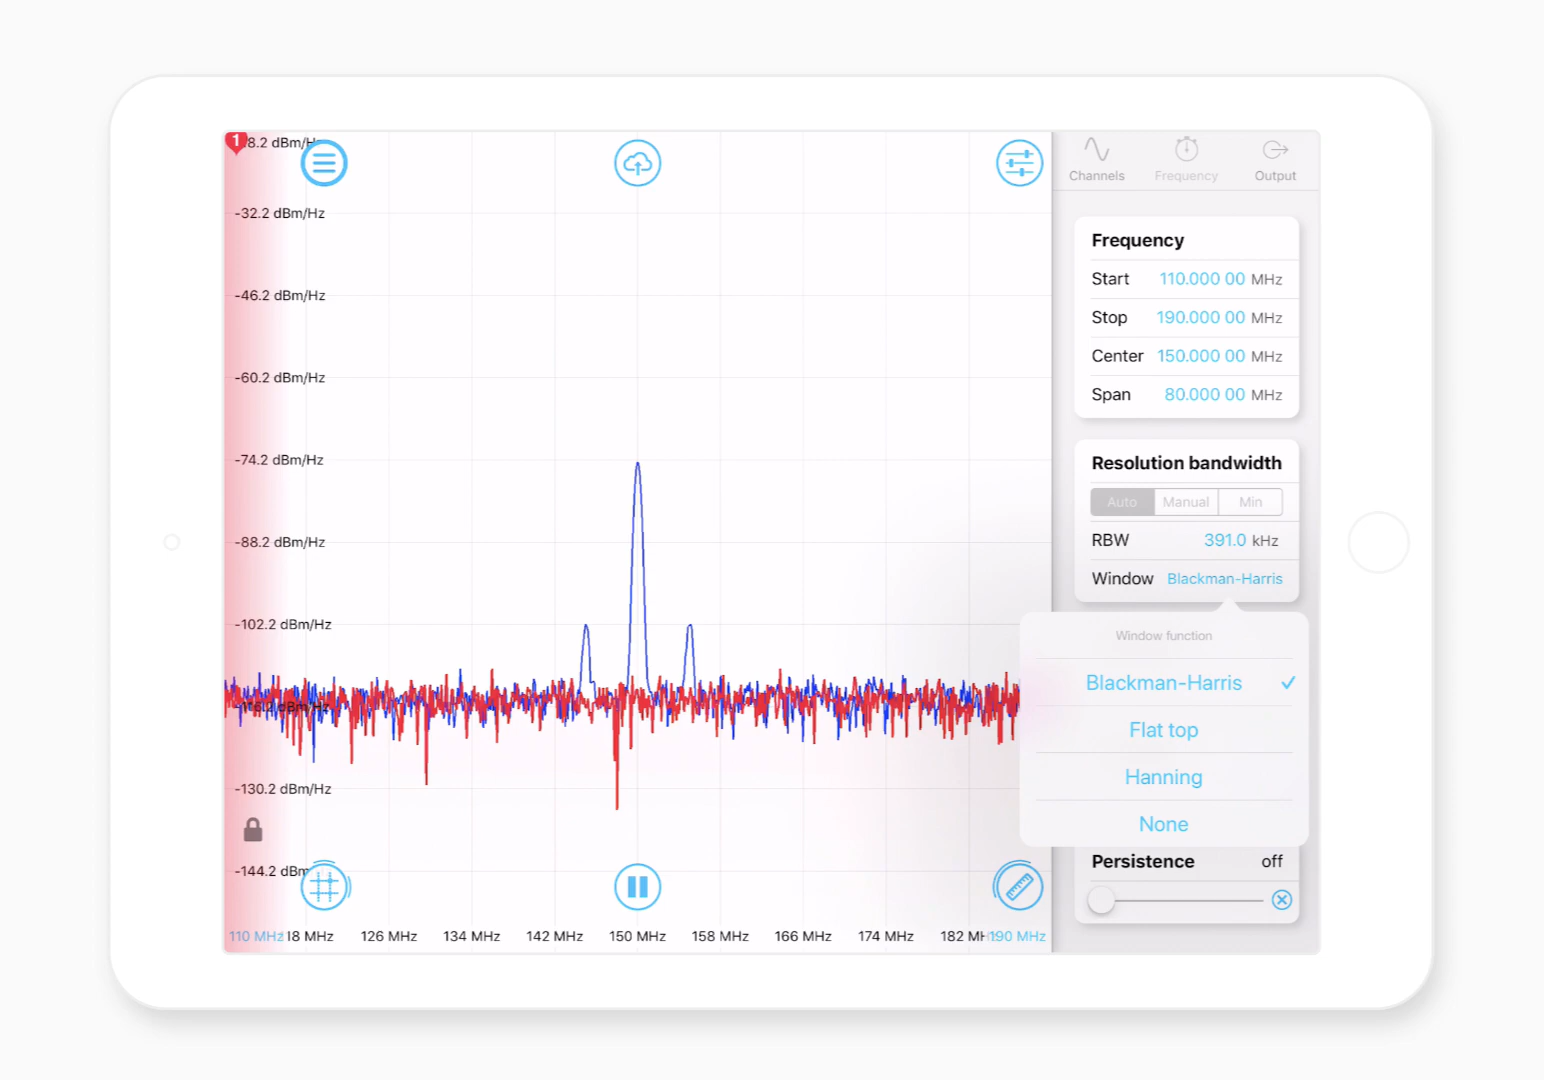 1
8.2 dBm/H
-32.2 dBm/Hz
-46.2 dBm/Hz
-60.2 dBm/Hz
-74.2 dBm/Hz
-88.2 dBm/Hz
-102.2 dBm/Hz
-116.2 dBm/Hz
-130.2 dBm/Hz
-144.2 dBm
110 MHz 18 MHz 126 MHz 134 MHz 142 MHz 150 MHz 158 MHz 166 MHz 174 MHz 182 MH 190 MHz
Channels Frequency Output
Frequency
Start 110.000 00 MHz
Stop 190.000 00 MHz
Center 150.000 00 MHz
Span 80.000 00 MHz
Resolution bandwidth
Auto Manual Min
RBW 391.0 kHz
Window Blackman-Harris
Window function
Blackman-Harris
Flat top
Hanning
None
Persistence off